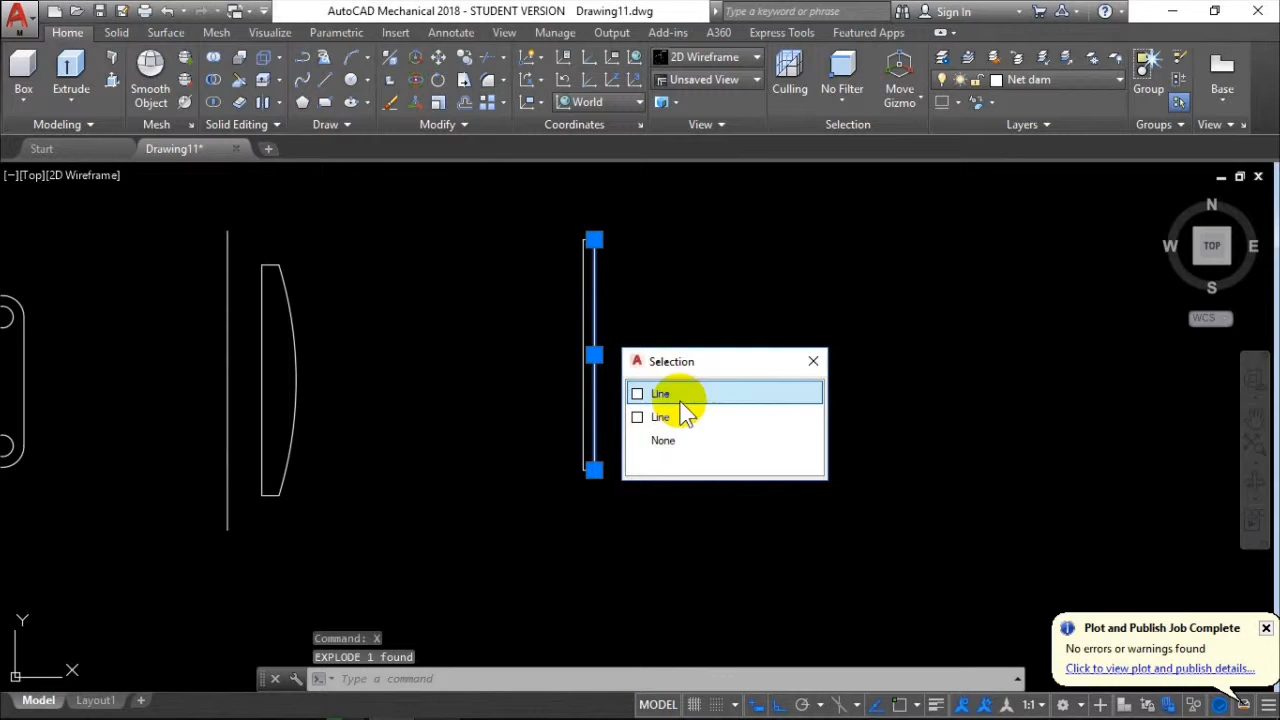 AutoCAD Mechanical 2018 - STUDENT VERSION Drawing11.dwg
Type a keyword or phrase
Sign In
Home Solid Surface Mesh Visualize Parametric Insert Annotate View Manage Output Add-ins A360 Express Tools Featured Apps
2D Wireframe
Unsaved View
Net dam
World
Box Extrude Smooth Object Culling No Filter Move Gizmo Group Base
Modeling Mesh Solid Editing Draw Modify Coordinates View Selection Layers Groups View
Start Drawing11*
[−][Top][2D Wireframe]
N
W TOP E
S
WCS
Selection
Line
Line
None
Y
X
Command: X
EXPLODE 1 found
Type a command
Plot and Publish Job Complete
No errors or warnings found
Click to view plot and publish details...
Model Layout1
MODEL
1:1